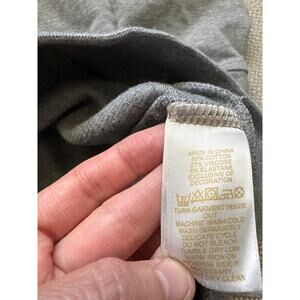 MADE IN CHINA
65% COTTON
27% VISCOSE
8% ELASTANE
EXCLUSIVE OF
DECORATION
TURN GARMENT INSIDE
OUT
MACHINE WASH COLD
WASH SEPARATELY
DELICATE CYCLE
DO NOT BLEACH
TUMBLE DRY LOW
WARM IRON ON
REVERSE
DRY CLEAN